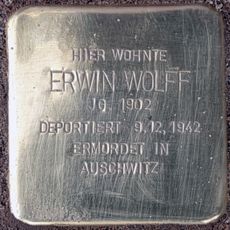 HIER WOHNTE
ERWIN WOLFF
JG. 1902
DEPORTIERT 9.12.1942
ERMORDET IN
AUSCHWITZ